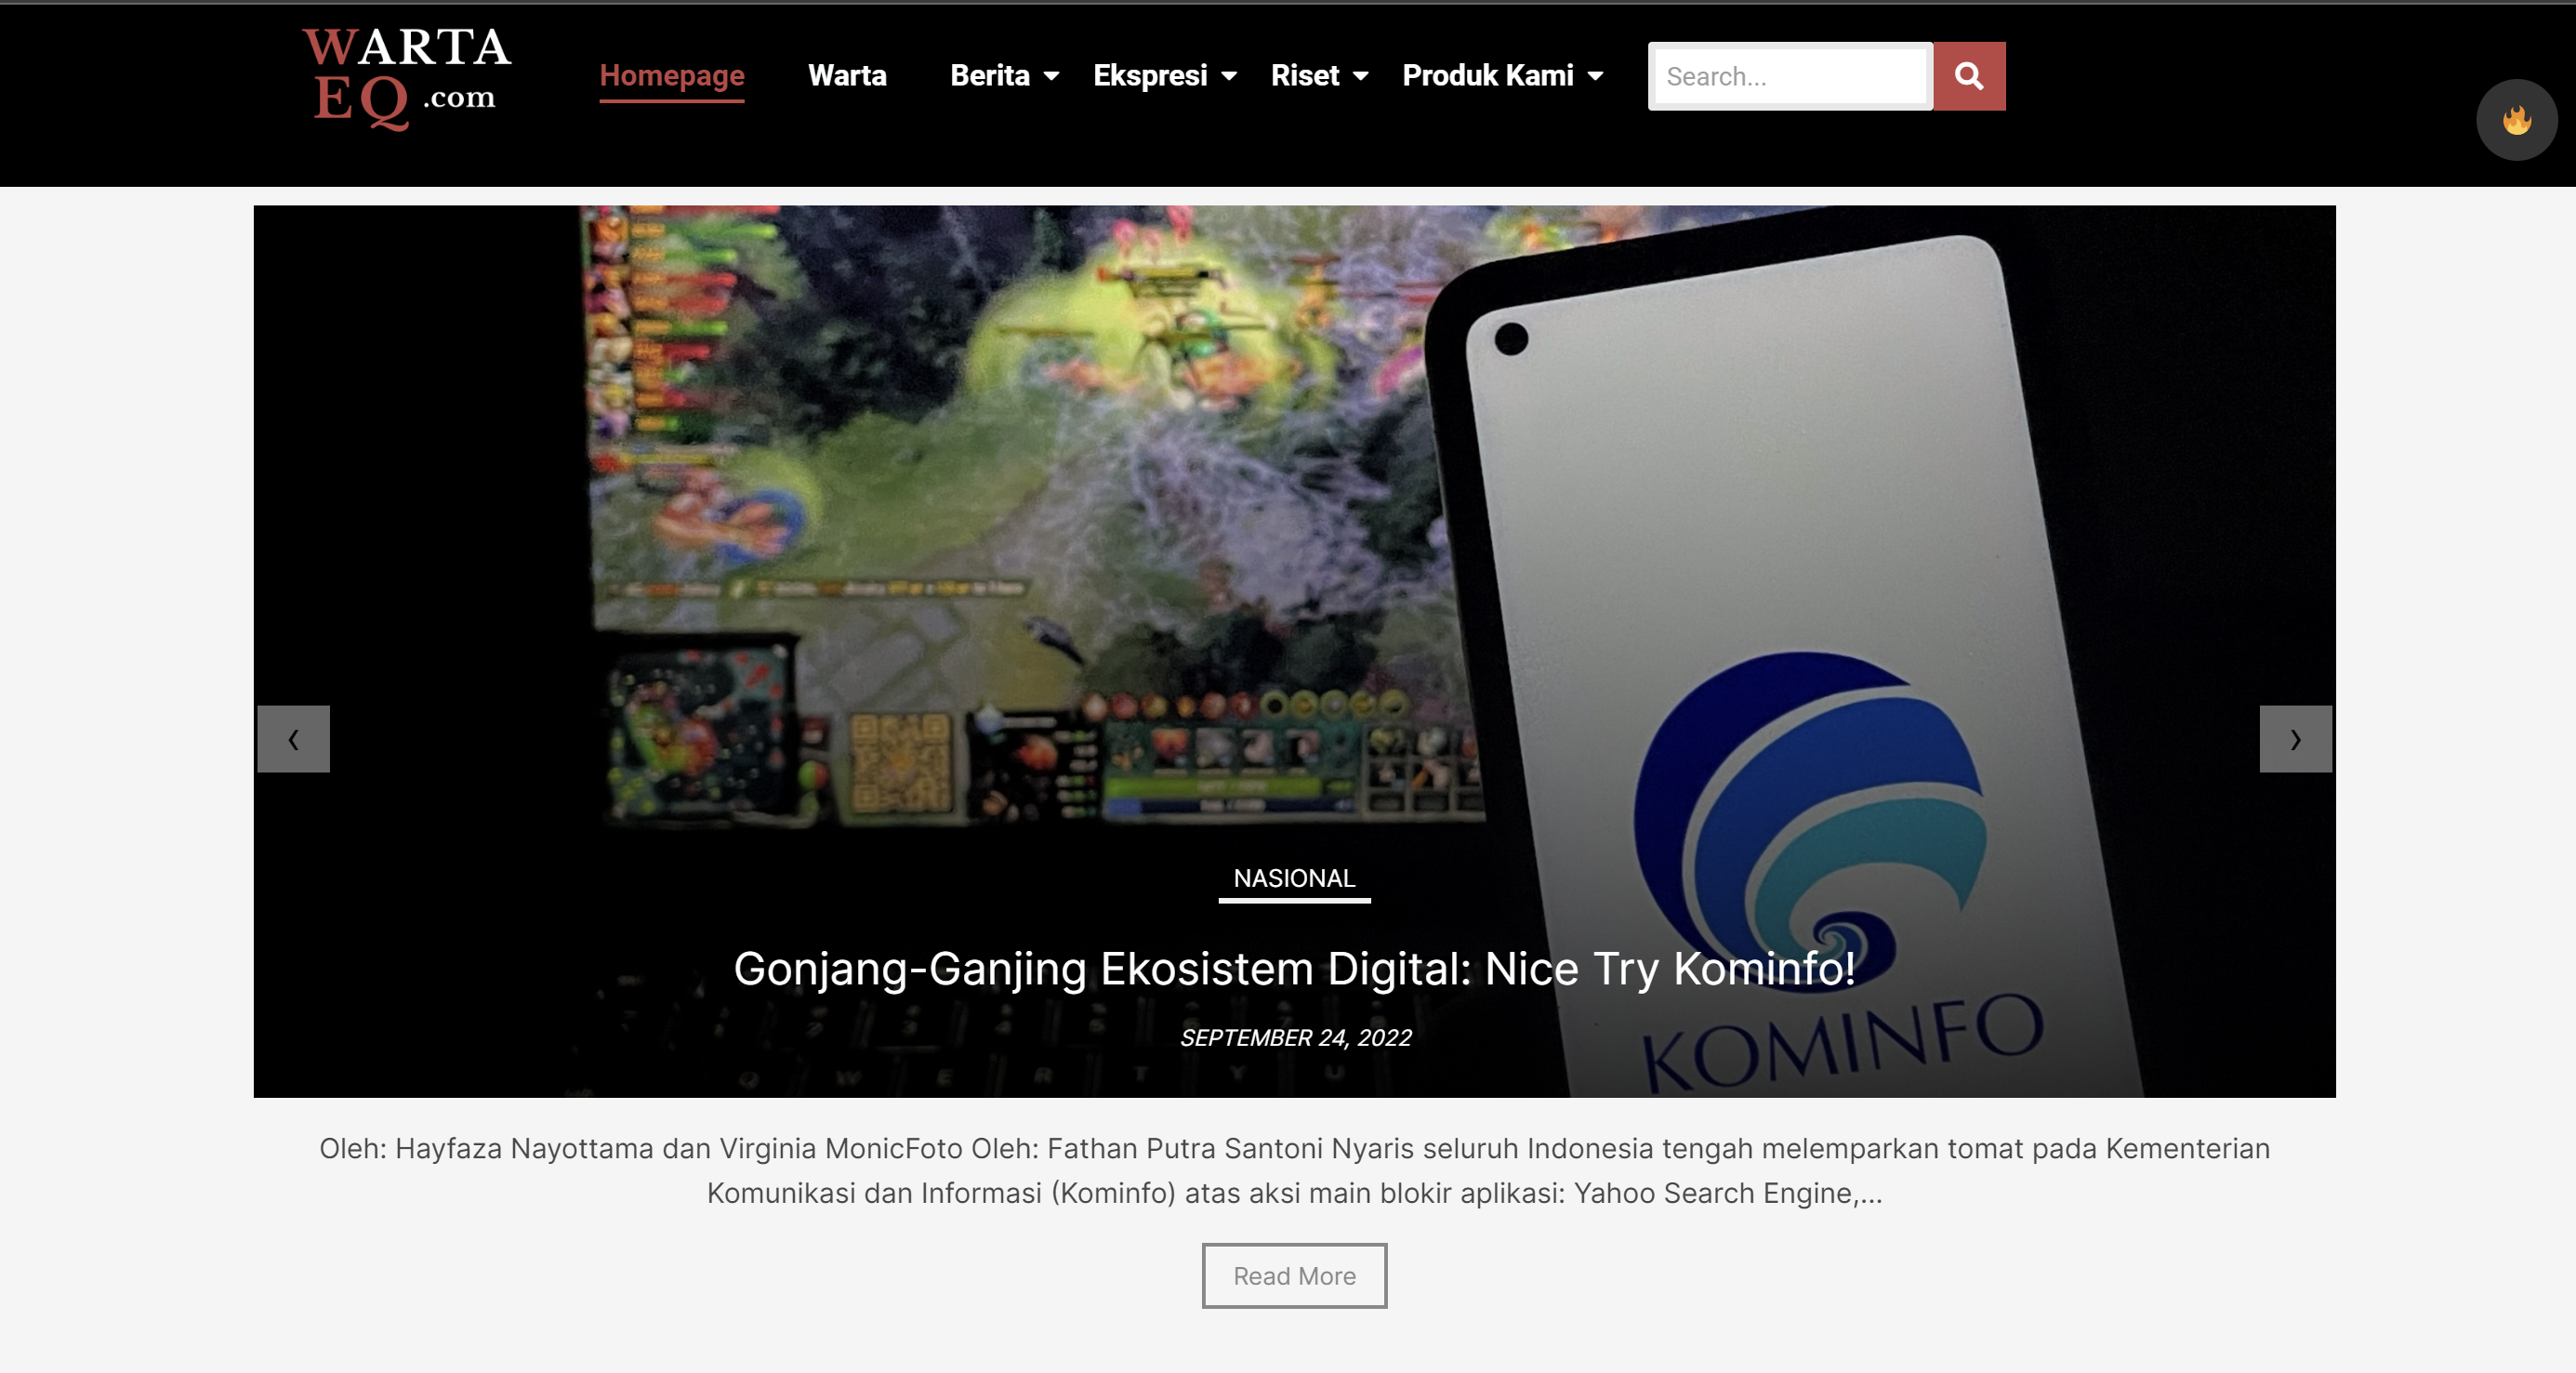 WARTA
EQ .com
Homepage
Warta
Berita
Ekspresi
Riset
Produk Kami
Search...
NASIONAL
Gonjang-Ganjing Ekosistem Digital: Nice Try Kominfo!
SEPTEMBER 24, 2022
KOMINFO
Q W E R T Y U
Oleh: Hayfaza Nayottama dan Virginia MonicFoto Oleh: Fathan Putra Santoni Nyaris seluruh Indonesia tengah melemparkan tomat pada Kementerian
Komunikasi dan Informasi (Kominfo) atas aksi main blokir aplikasi: Yahoo Search Engine,...
Read More